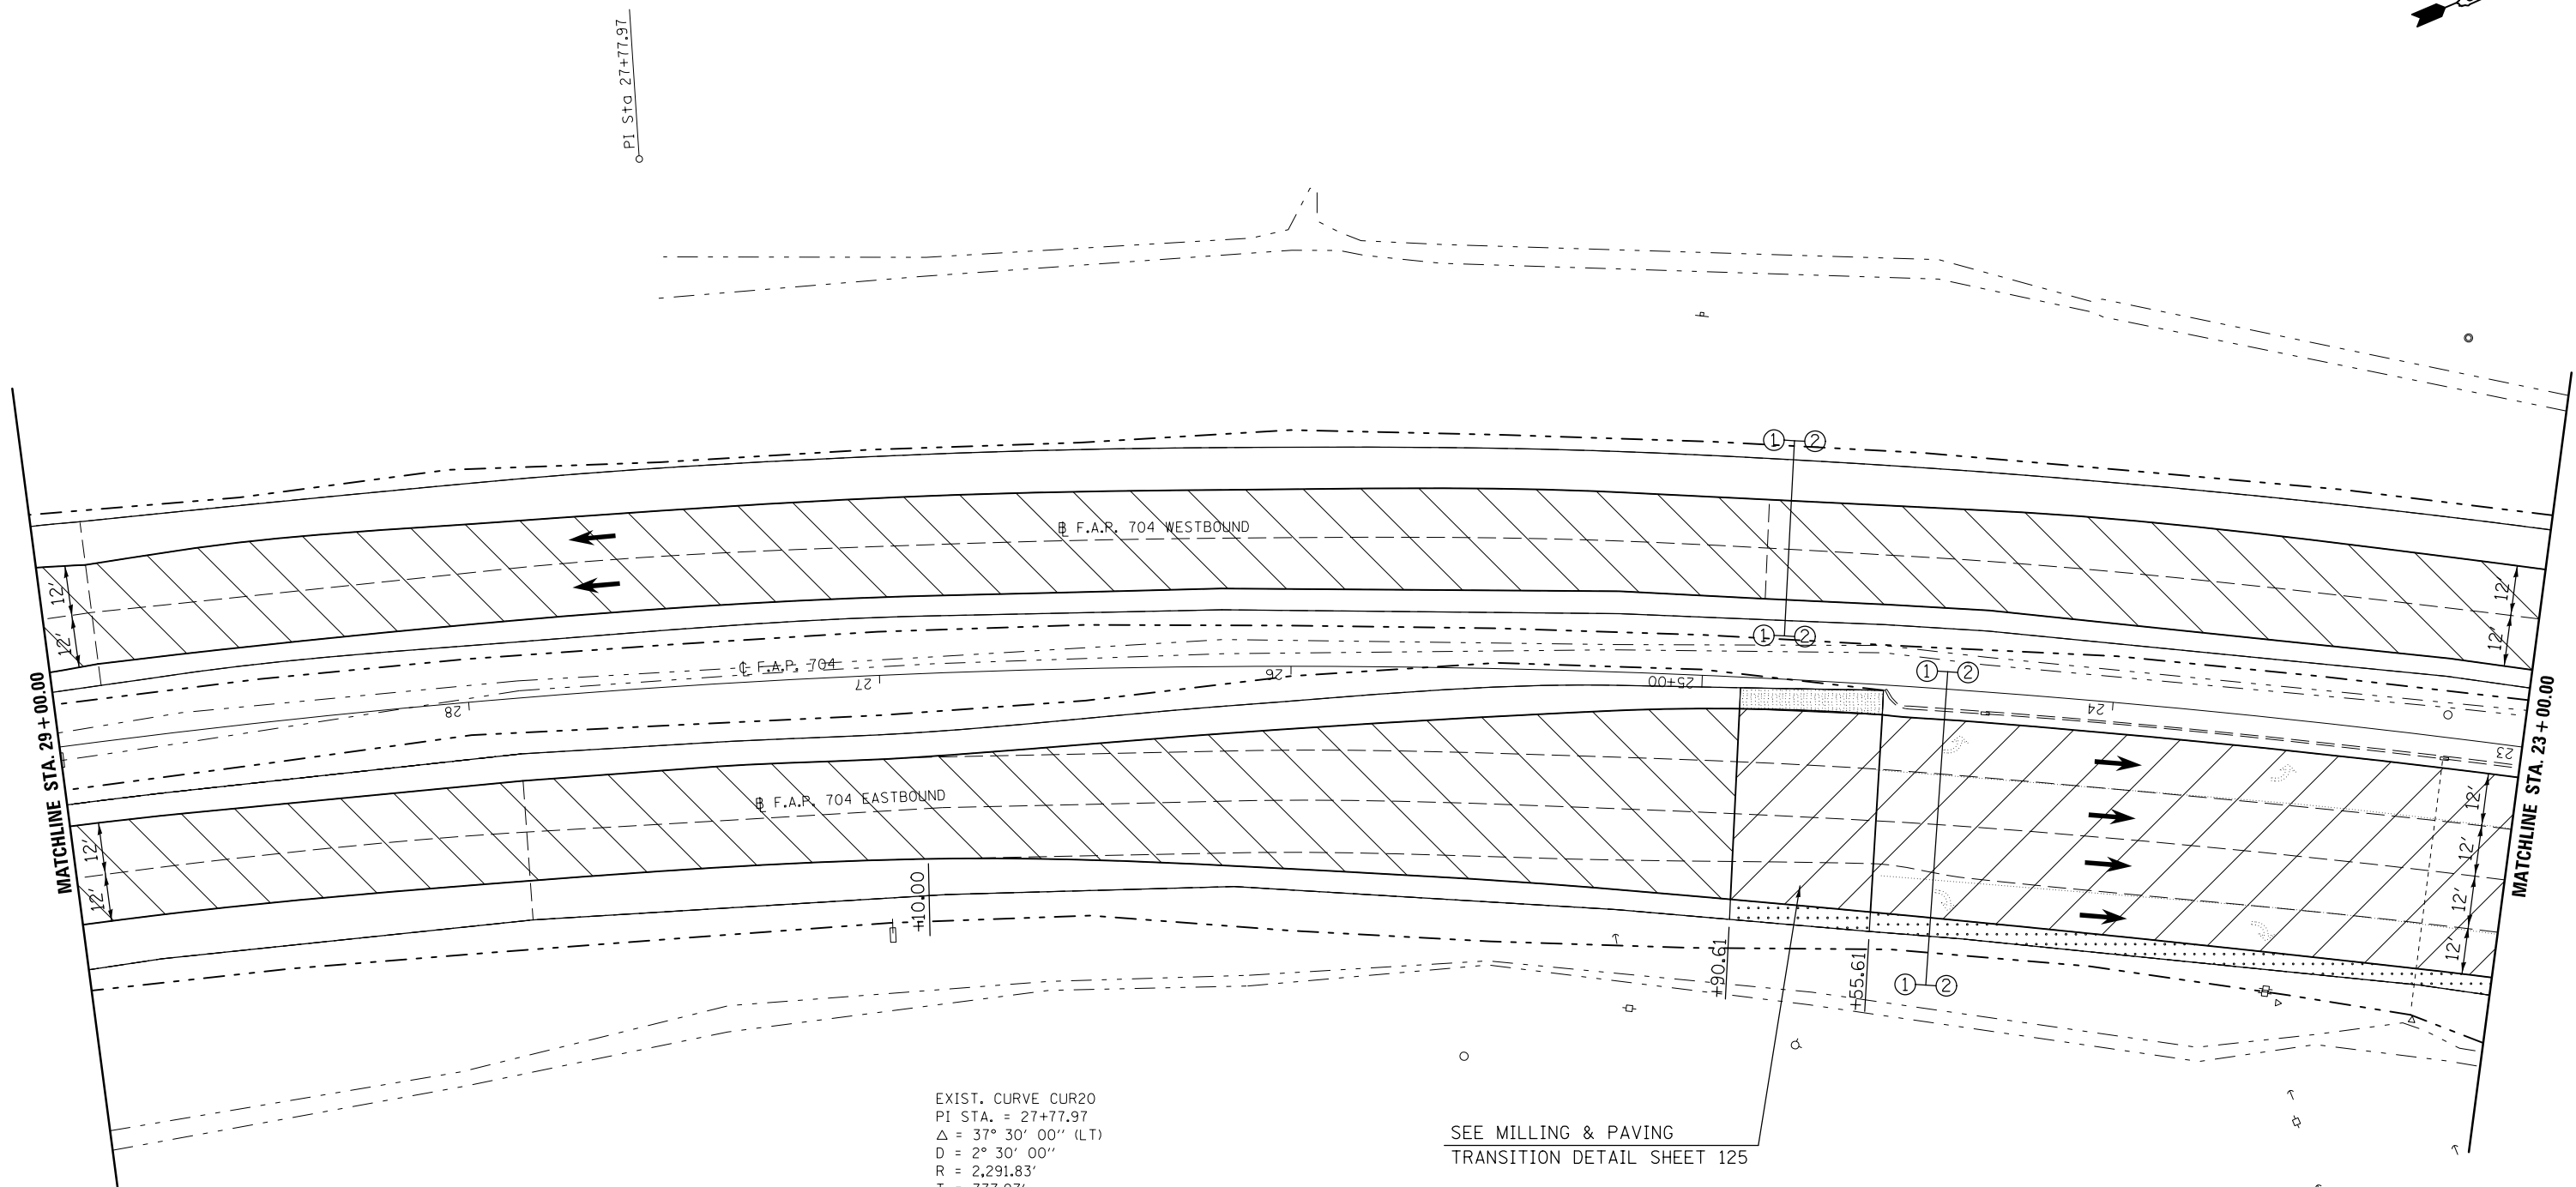 PI Sta 27+77.97
1 2
℄ F.A.P. 704 WESTBOUND
12'
12'
12'
12'
1 2
℄ F.A.P. 704
28
27
26
25+00
24
23
1 2
MATCHLINE STA. 29+00.00
MATCHLINE STA. 23+00.00
℄ F.A.P. 704 EASTBOUND
12'
12'
12'
12'
12'
12'
+10.00
+90.61
+55.61
1 2
EXIST. CURVE CUR20
PI STA. = 27+77.97
△ = 37° 30' 00" (LT)
D = 2° 30' 00"
R = 2,291.83'
SEE MILLING & PAVING
TRANSITION DETAIL SHEET 125